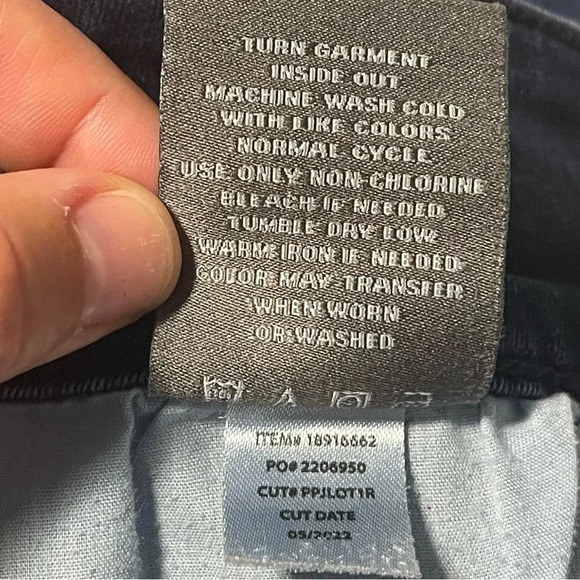 TURN GARMENT
INSIDE OUT
MACHINE WASH COLD
WITH LIKE COLORS
NORMAL CYCLE
USE ONLY NON-CHLORINE
BLEACH IF NEEDED
TUMBLE DRY LOW
WARM IRON IF NEEDED
COLOR MAY TRANSFER
WHEN WORN
OR WASHED
ITEM# 18916662
PO# 2206950
CUT# PPJLOT1R
CUT DATE
05/2022